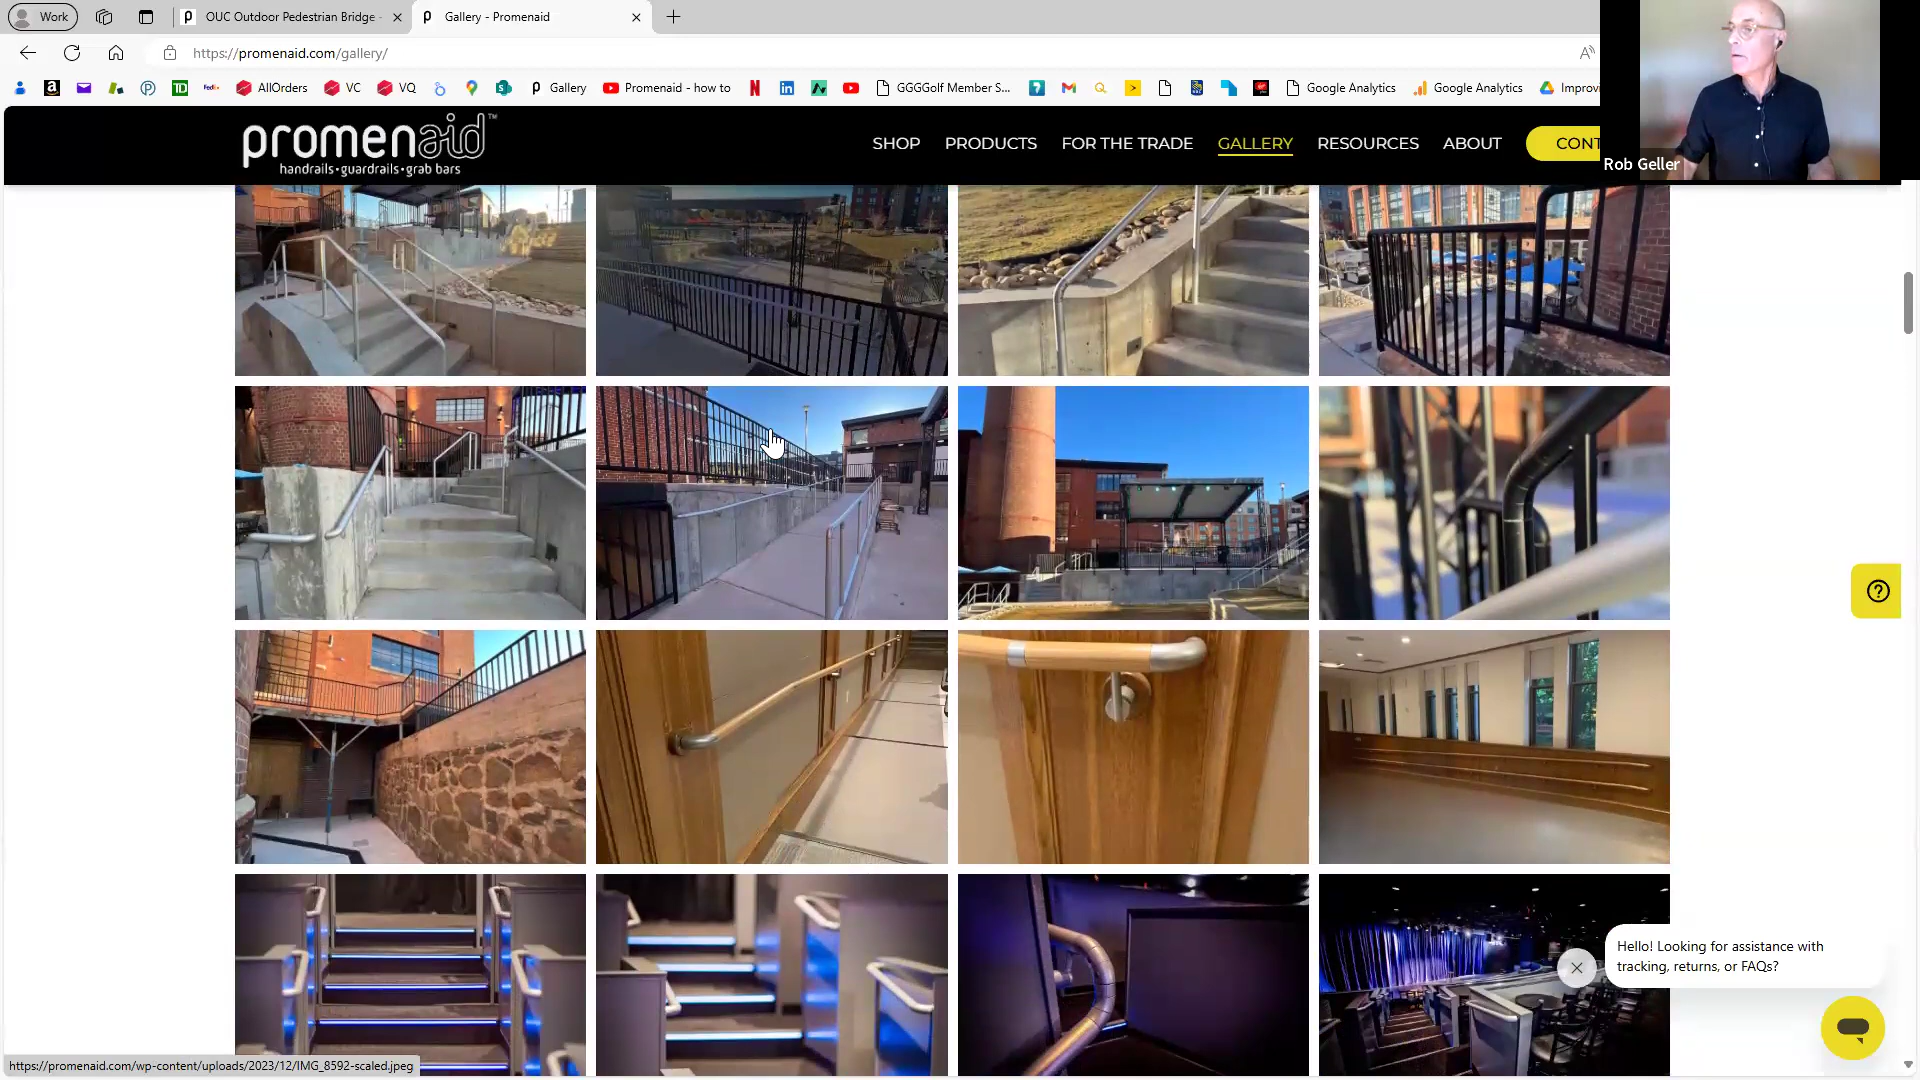 Work
OUC Outdoor Pedestrian Bridge -
Gallery - Promenaid
https://promenaid.com/gallery/
AllOrders
VC
VQ
Gallery
Promenaid - how to
GGGGolf Member S...
Google Analytics
Google Analytics
Improvi
promenaid™
handrails•guardrails•grab bars
SHOP
PRODUCTS
FOR THE TRADE
GALLERY
RESOURCES
ABOUT
CONT
Rob Geller
Hello! Looking for assistance with
tracking, returns, or FAQs?
https://promenaid.com/wp-content/uploads/2023/12/IMG_8592-scaled.jpeg